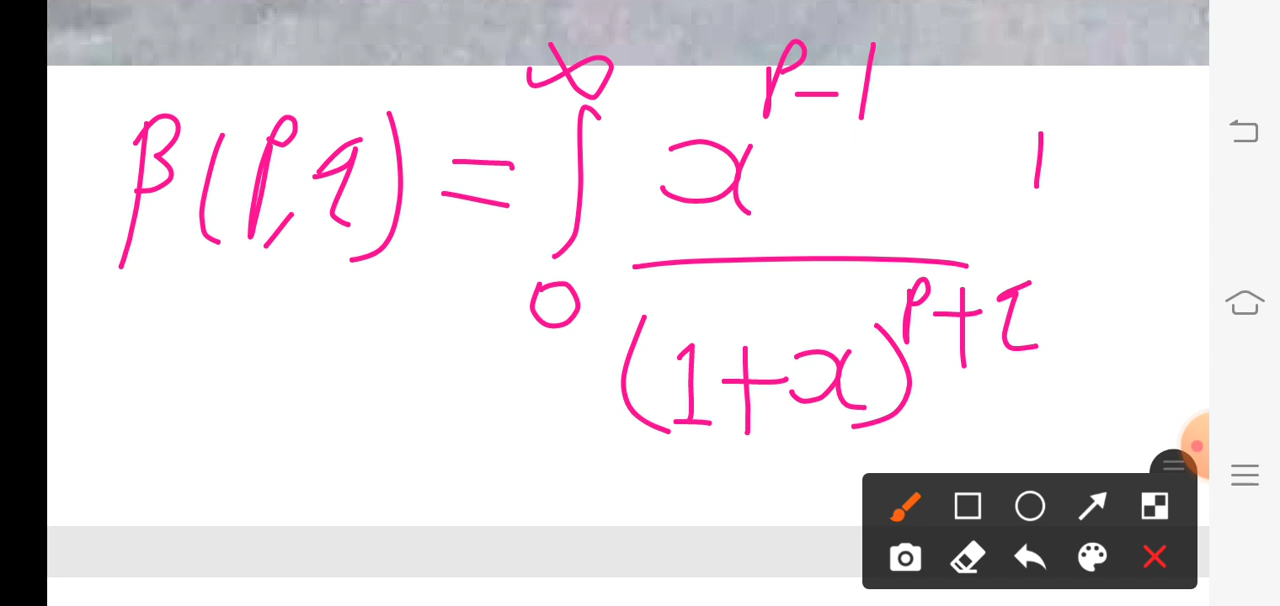 β(p,q) = ∫₀^∞ x^(p-1) / (1+x)^(p+q)